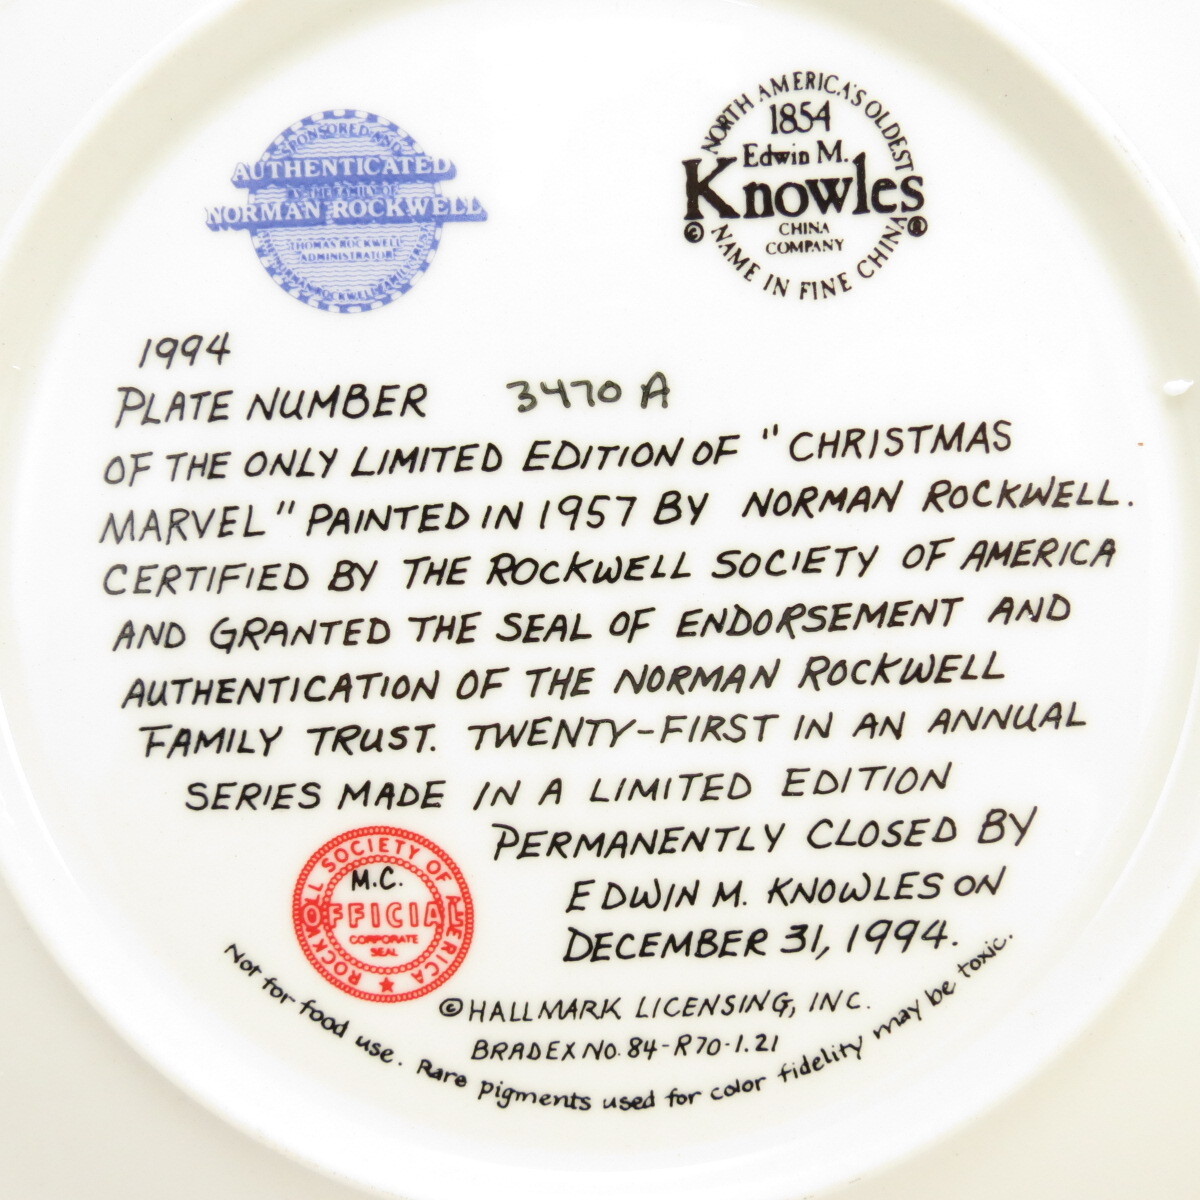 SPONSORED AND
AUTHENTICATED
BY THE FAMILY OF
NORMAN ROCKWELL
THOMAS ROCKWELL
ADMINISTRATOR
NORTH AMERICA'S OLDEST
1854
Edwin M.
Knowles
© ®
CHINA
COMPANY
NAME IN FINE CHINA
1994
PLATE NUMBER 3470 A
OF THE ONLY LIMITED EDITION OF "CHRISTMAS
MARVEL" PAINTED IN 1957 BY NORMAN ROCKWELL.
CERTIFIED BY THE ROCKWELL SOCIETY OF AMERICA
AND GRANTED THE SEAL OF ENDORSEMENT AND
AUTHENTICATION OF THE NORMAN ROCKWELL
FAMILY TRUST. TWENTY-FIRST IN AN ANNUAL
SERIES MADE IN A LIMITED EDITION
PERMANENTLY CLOSED BY
EDWIN M. KNOWLES ON
DECEMBER 31, 1994.
ROCKWELL SOCIETY OF AMERICA
M.C.
OFFICIAL
CORPORATE
SEAL
© HALLMARK LICENSING, INC.
BRADEX NO. 84-R70-1.21
Not for food use. Rare pigments used for color fidelity may be toxic.